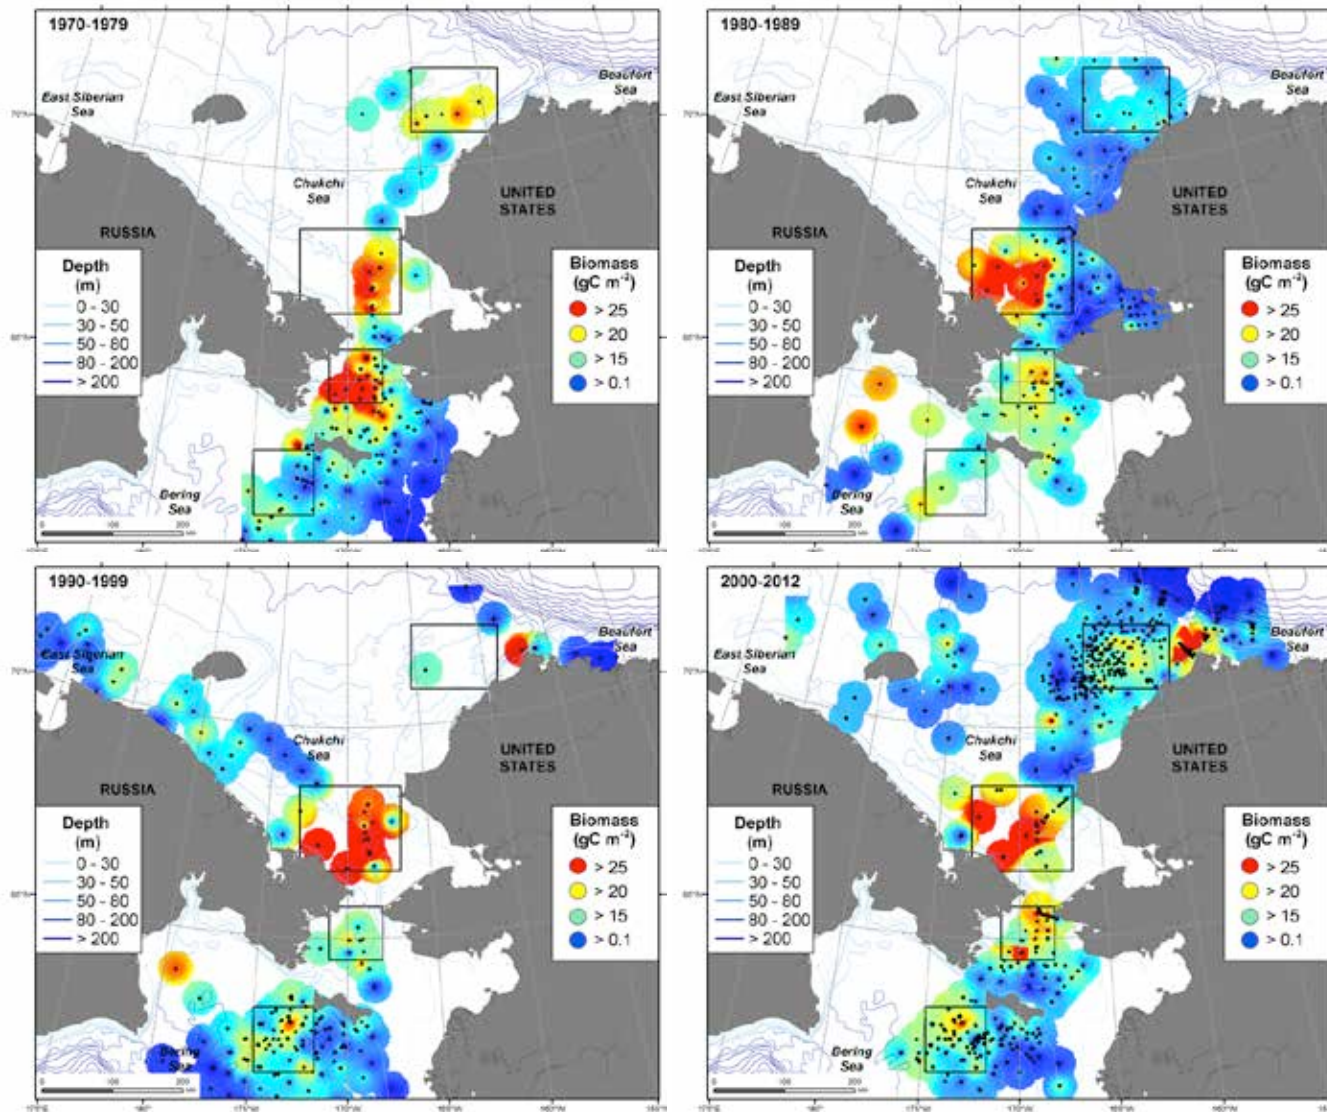 1970-1979
East Siberian
Sea
Beaufort
Sea
70°N
Chukchi
Sea
UNITED
STATES
RUSSIA
Depth
(m)
0 - 30
30 - 50
50 - 80
80 - 200
> 200
Biomass
(gC m⁻²)
> 25
> 20
> 15
> 0.1
Bering
Sea
1980-1989
East Siberian
Sea
Beaufort
Sea
70°N
Chukchi
Sea
UNITED
STATES
RUSSIA
Depth
(m)
0 - 30
30 - 50
50 - 80
80 - 200
> 200
Biomass
(gC m⁻²)
> 25
> 20
> 15
> 0.1
Bering
Sea
1990-1999
East Siberian
Sea
Beaufort
Sea
70°N
Chukchi
Sea
UNITED
STATES
RUSSIA
Depth
(m)
0 - 30
30 - 50
50 - 80
80 - 200
> 200
Biomass
(gC m⁻²)
> 25
> 20
> 15
> 0.1
Bering
Sea
2000-2012
East Siberian
Sea
Beaufort
Sea
70°N
Chukchi
Sea
UNITED
STATES
RUSSIA
Depth
(m)
0 - 30
30 - 50
50 - 80
80 - 200
> 200
Biomass
(gC m⁻²)
> 25
> 20
> 15
> 0.1
Bering
Sea